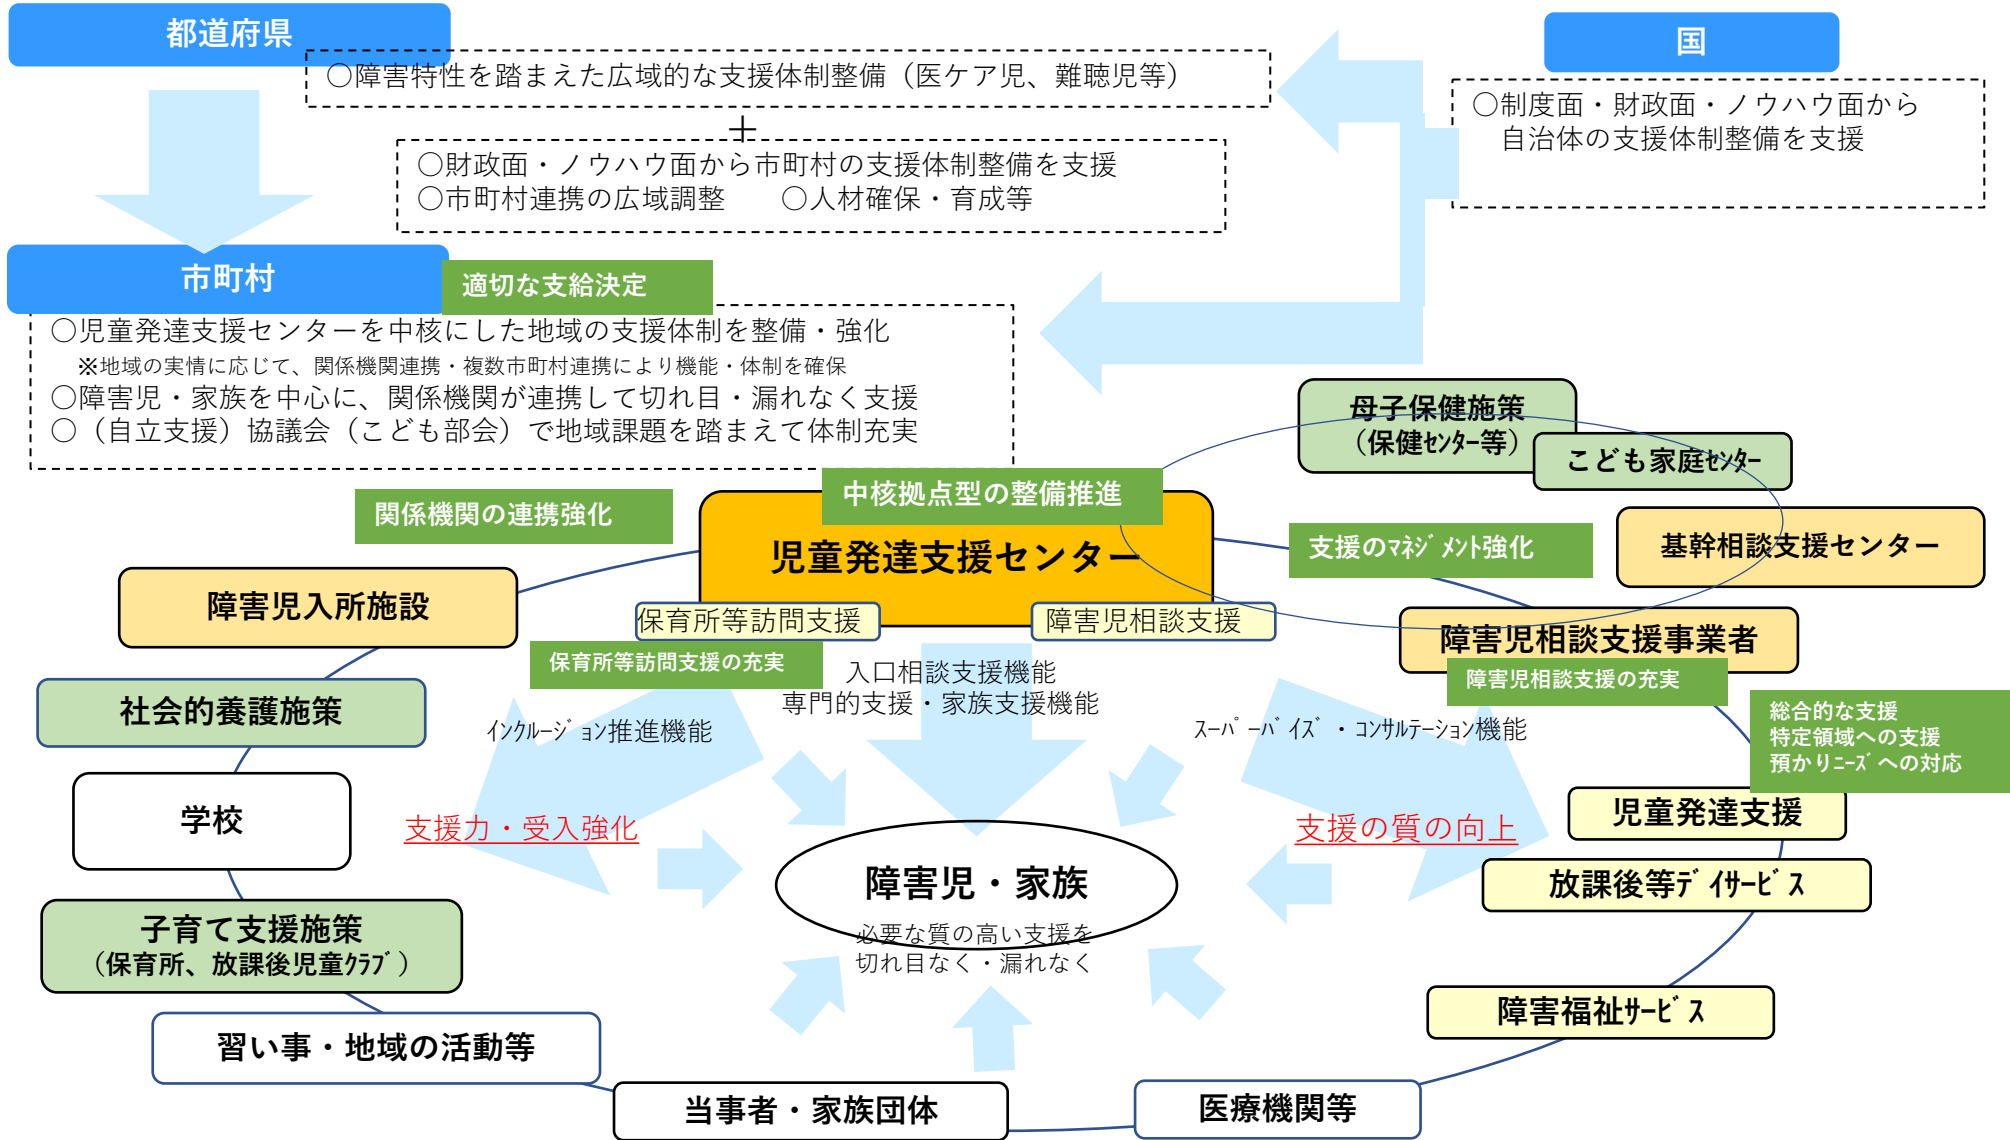 都道府県
○障害特性を踏まえた広域的な支援体制整備（医ケア児、難聴児等）
＋
○財政面・ノウハウ面から市町村の支援体制整備を支援
○市町村連携の広域調整　　○人材確保・育成等
国
○制度面・財政面・ノウハウ面から
自治体の支援体制整備を支援
市町村
適切な支給決定
○児童発達支援センターを中核にした地域の支援体制を整備・強化
※地域の実情に応じて、関係機関連携・複数市町村連携により機能・体制を確保
○障害児・家族を中心に、関係機関が連携して切れ目・漏れなく支援
○（自立支援）協議会（こども部会）で地域課題を踏まえて体制充実
母子保健施策
（保健ｾﾝﾀｰ等）
こども家庭ｾﾝﾀｰ
中核拠点型の整備推進
関係機関の連携強化
児童発達支援センター
支援のﾏﾈｼﾞﾒﾝﾄ強化
基幹相談支援センター
障害児入所施設
保育所等訪問支援
障害児相談支援
障害児相談支援事業者
保育所等訪問支援の充実
障害児相談支援の充実
入口相談支援機能
専門的支援・家族支援機能
社会的養護施策
ｲﾝｸﾙｰｼﾞｮﾝ推進機能
ｽｰﾊﾟｰﾊﾞｲｽﾞ・ｺﾝｻﾙﾃｰｼｮﾝ機能
総合的な支援
特定領域への支援
預かりﾆｰｽﾞへの対応
学校
支援力・受入強化
支援の質の向上
児童発達支援
障害児・家族
必要な質の高い支援を
切れ目なく・漏れなく
放課後等ﾃﾞｲｻｰﾋﾞｽ
子育て支援施策
（保育所、放課後児童ｸﾗﾌﾞ）
障害福祉ｻｰﾋﾞｽ
習い事・地域の活動等
当事者・家族団体
医療機関等